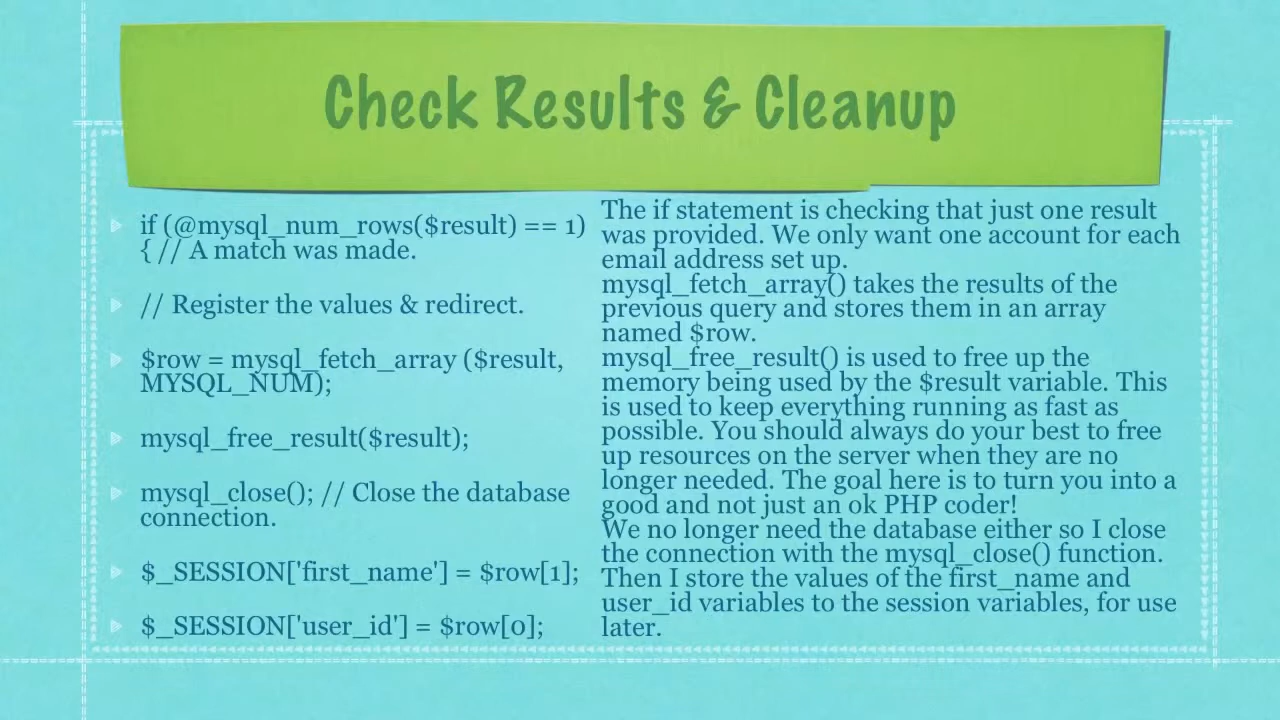 Check Results & Cleanup
if (@mysql_num_rows($result) == 1)
{ // A match was made.
// Register the values & redirect.
$row = mysql_fetch_array ($result,
MYSQL_NUM);
mysql_free_result($result);
mysql_close(); // Close the database
connection.
$_SESSION['first_name'] = $row[1];
$_SESSION['user_id'] = $row[0];
The if statement is checking that just one result
was provided. We only want one account for each
email address set up.
mysql_fetch_array() takes the results of the
previous query and stores them in an array
named $row.
mysql_free_result() is used to free up the
memory being used by the $result variable. This
is used to keep everything running as fast as
possible. You should always do your best to free
up resources on the server when they are no
longer needed. The goal here is to turn you into a
good and not just an ok PHP coder!
We no longer need the database either so I close
the connection with the mysql_close() function.
Then I store the values of the first_name and
user_id variables to the session variables, for use
later.